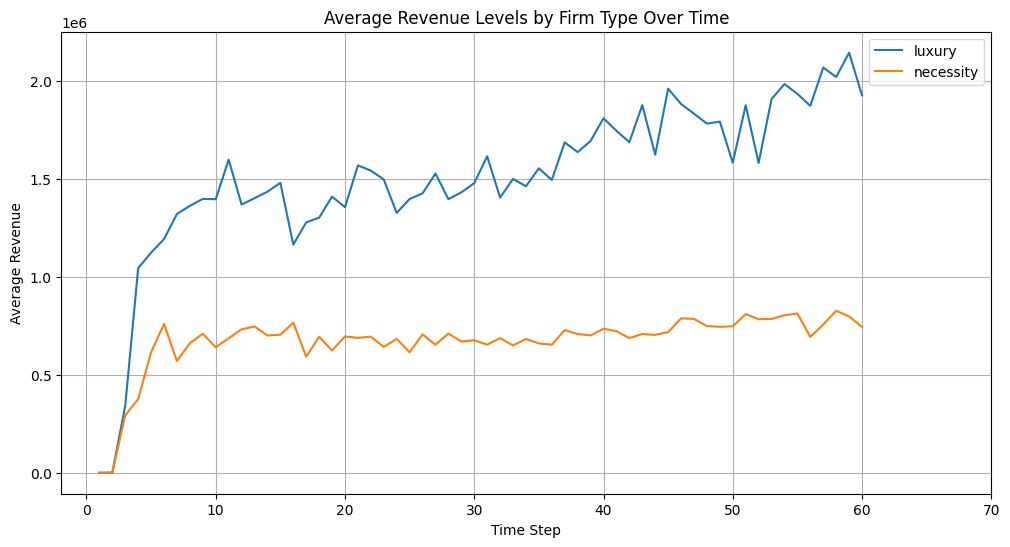 Average Revenue Levels by Firm Type Over Time
1e6
luxury
necessity
2.0
1.5
1.0
0.5
0.0
Average Revenue
0 10 20 30 40 50 60 70
Time Step